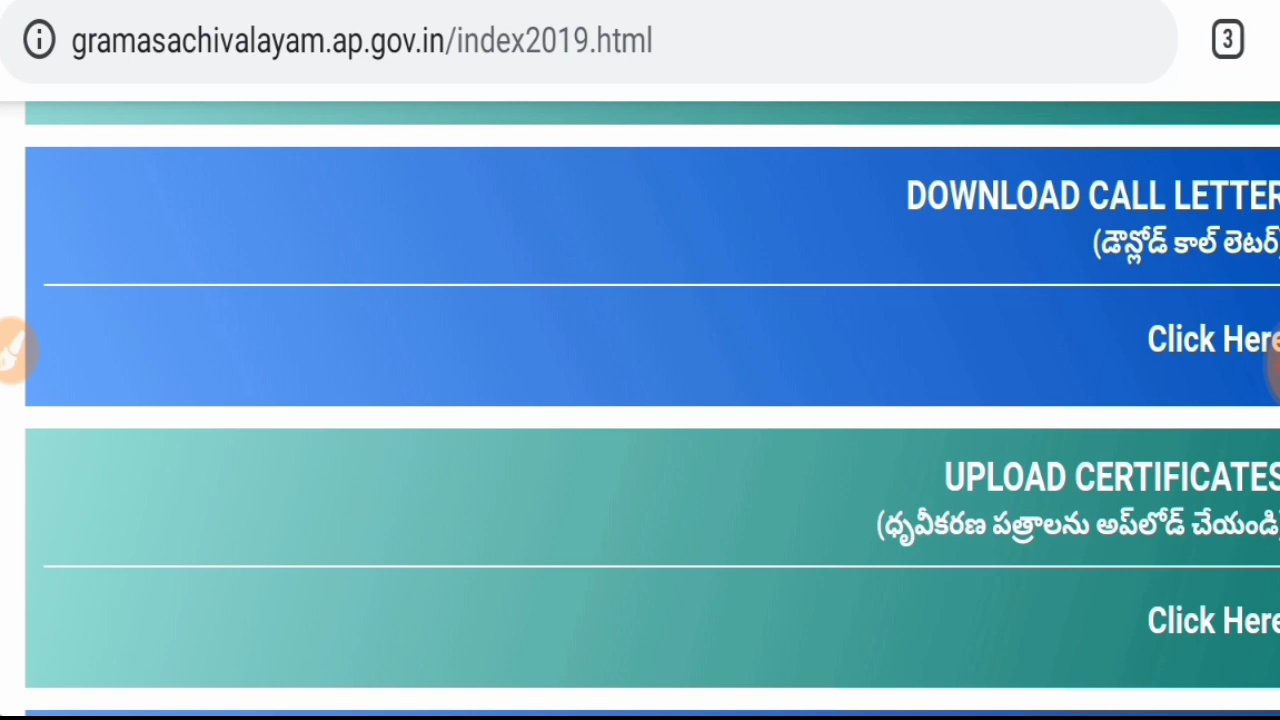 gramasachivalayam.ap.gov.in/index2019.html
3
DOWNLOAD CALL LETTER
(డౌన్లోడ్ కాల్ లెటర్)
Click Here
UPLOAD CERTIFICATES
(ధృవీకరణ పత్రాలను అప్‌లోడ్ చేయండి)
Click Here